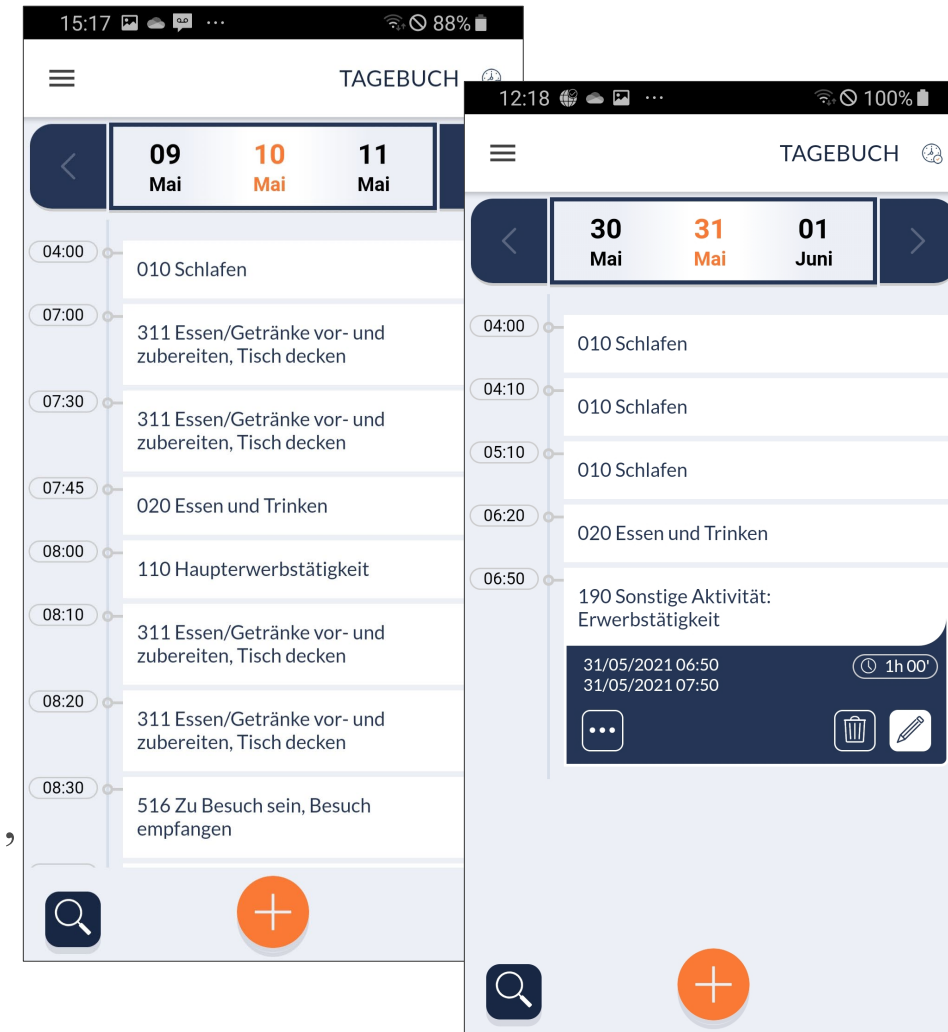 15:17 ... 88%
TAGEBUCH
09 10 11
Mai Mai Mai
04:00
010 Schlafen
07:00
311 Essen/Getränke vor- und
zubereiten, Tisch decken
07:30
311 Essen/Getränke vor- und
zubereiten, Tisch decken
07:45
020 Essen und Trinken
08:00
110 Haupterwerbstätigkeit
08:10
311 Essen/Getränke vor- und
zubereiten, Tisch decken
08:20
311 Essen/Getränke vor- und
zubereiten, Tisch decken
08:30
516 Zu Besuch sein, Besuch
empfangen
,
12:18 ... 100%
TAGEBUCH
30 31 01
Mai Mai Juni
04:00
010 Schlafen
04:10
010 Schlafen
05:10
010 Schlafen
06:20
020 Essen und Trinken
06:50
190 Sonstige Aktivität:
Erwerbstätigkeit
31/05/2021 06:50 1h 00'
31/05/2021 07:50